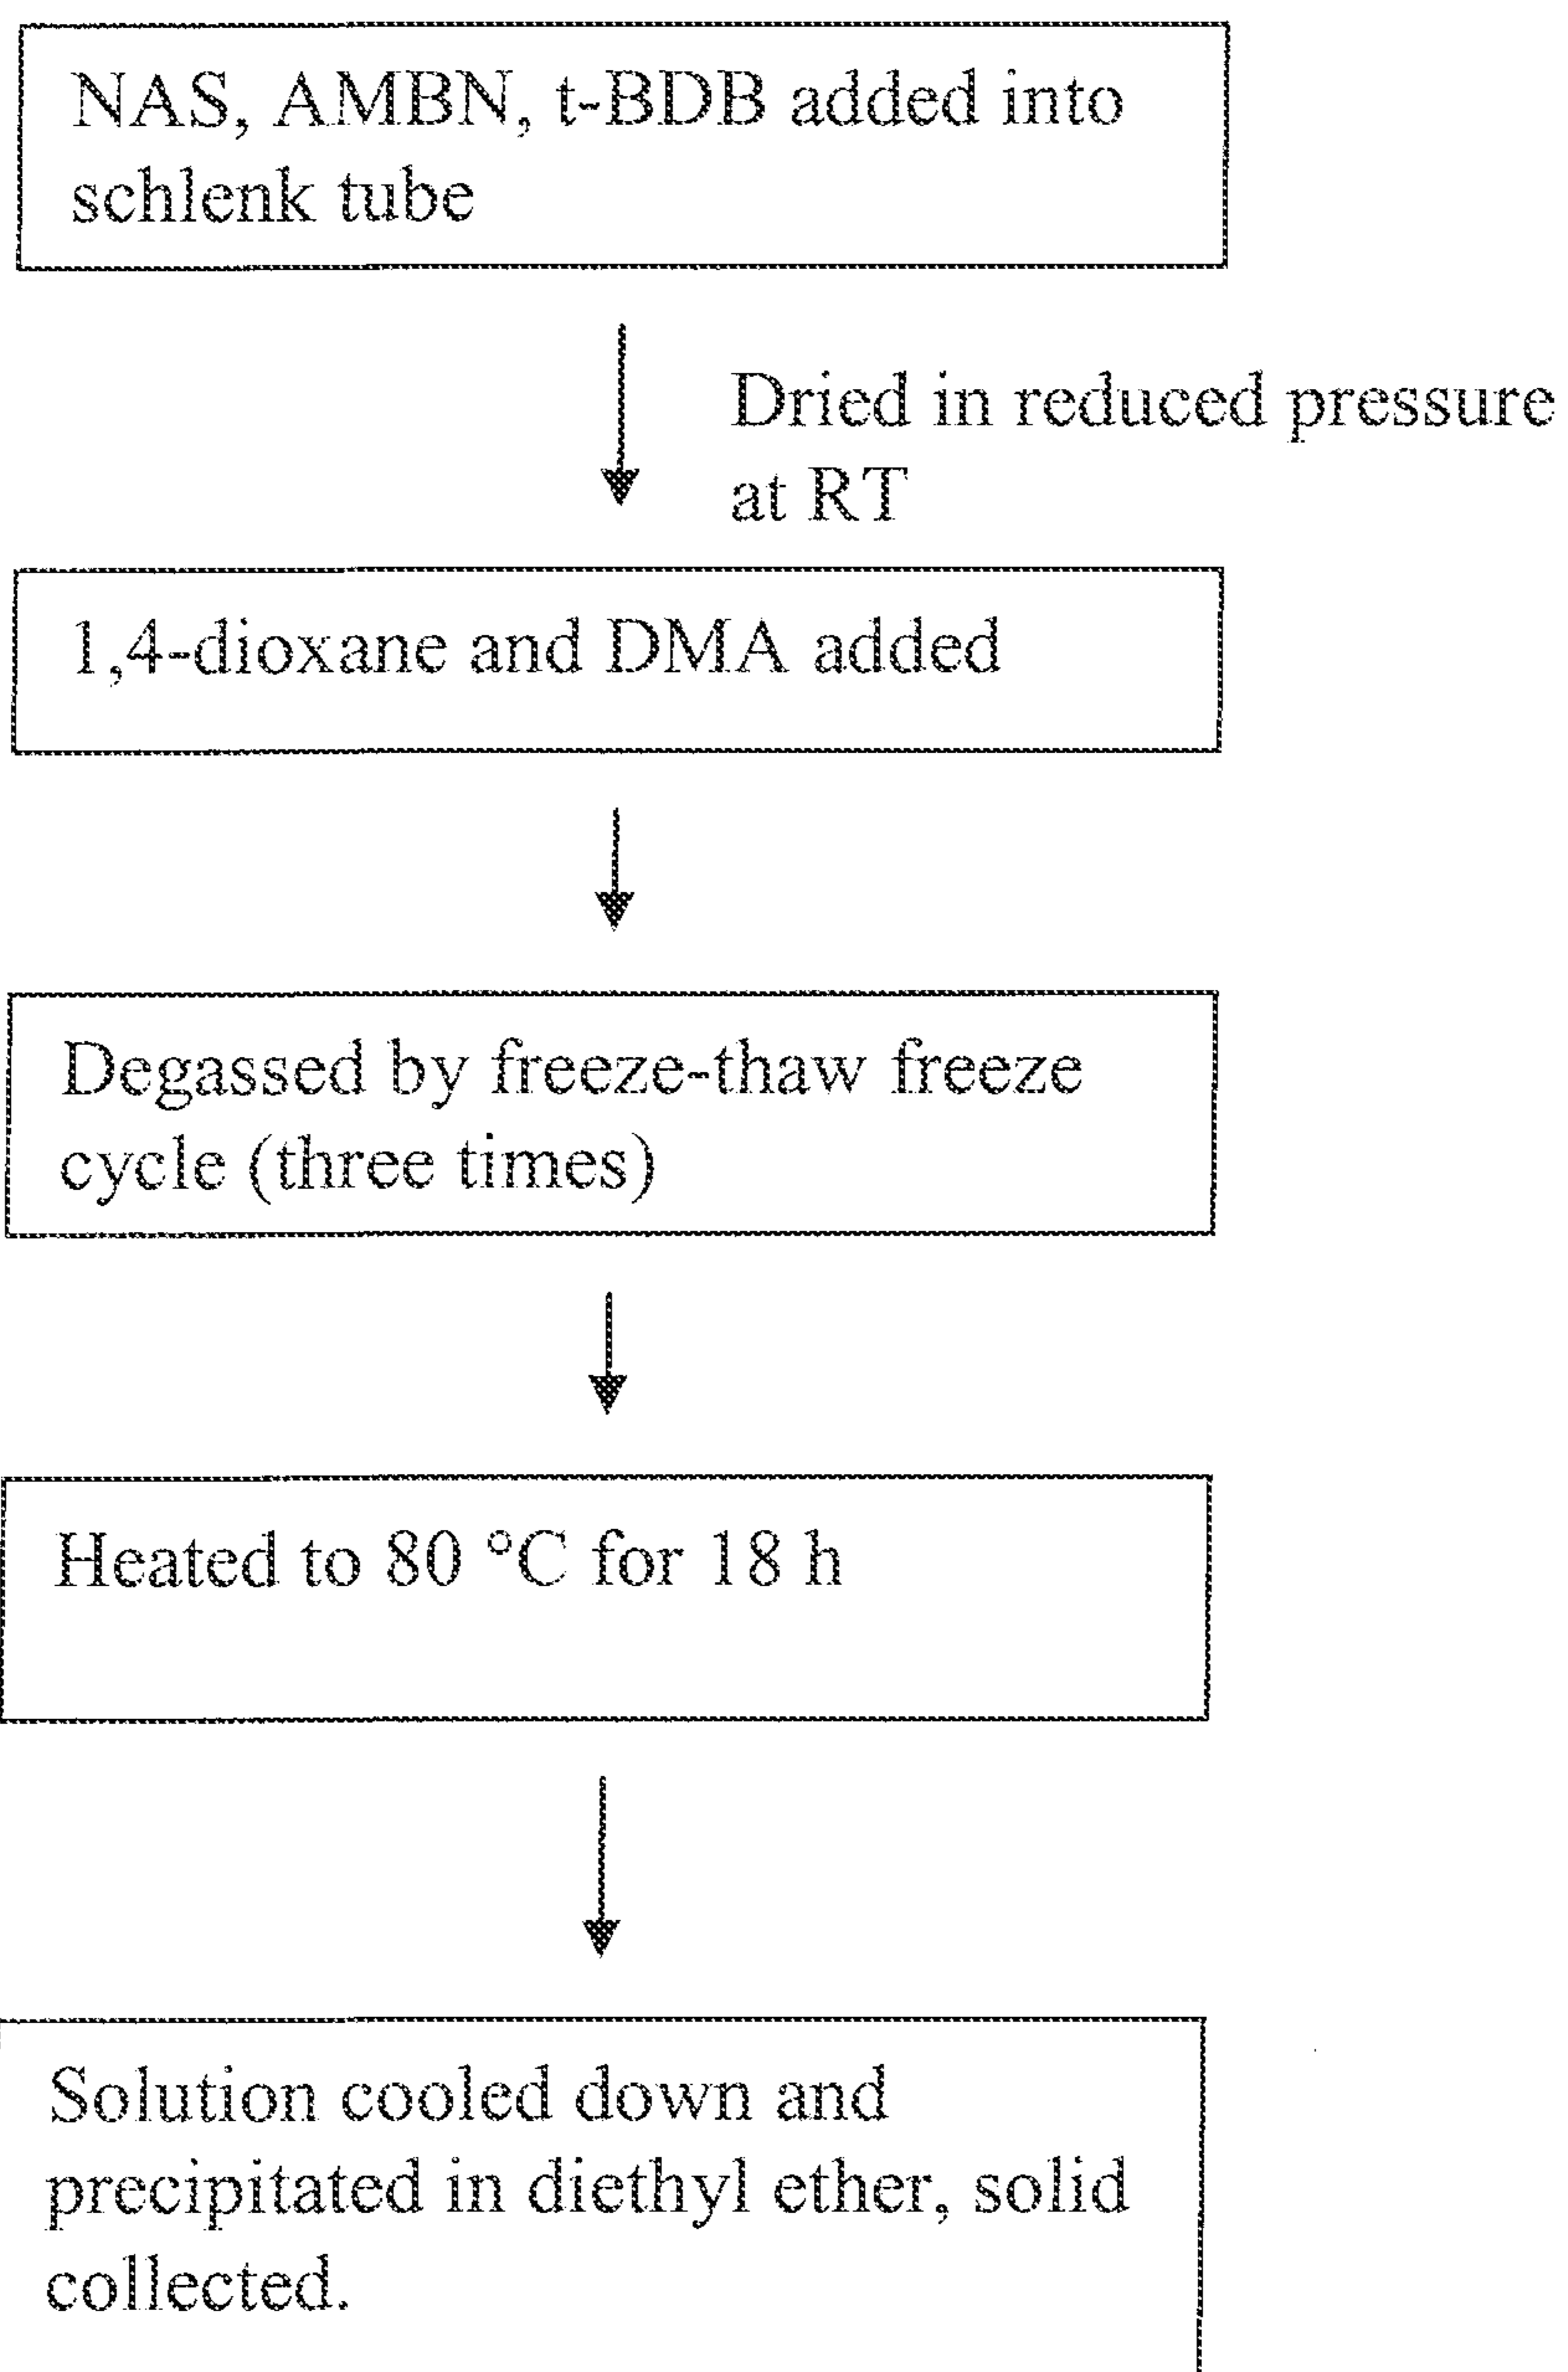 NAS, AMBN, t-BDB added into
schlenk tube
Dried in reduced pressure
at RT
1,4-dioxane and DMA added
Degassed by freeze-thaw freeze
cycle (three times)
Heated to 80 °C for 18 h
Solution cooled down and
precipitated in diethyl ether, solid
collected.